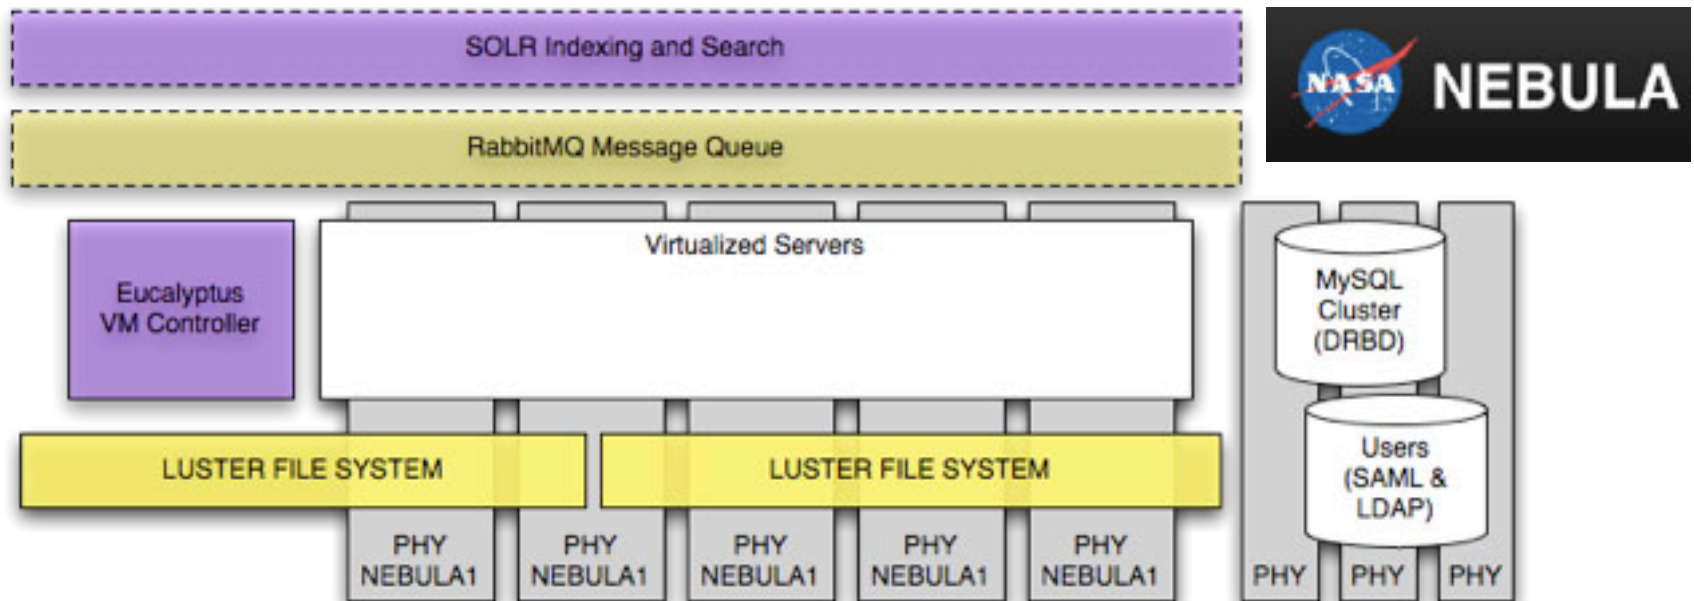 SOLR Indexing and Search
NASA
NEBULA
RabbitMQ Message Queue
Virtualized Servers
Eucalyptus
VM Controller
MySQL
Cluster
(DRBD)
LUSTER FILE SYSTEM
LUSTER FILE SYSTEM
Users
(SAML &
LDAP)
PHY
NEBULA1
PHY
NEBULA1
PHY
NEBULA1
PHY
NEBULA1
PHY
NEBULA1
PHY
PHY
PHY